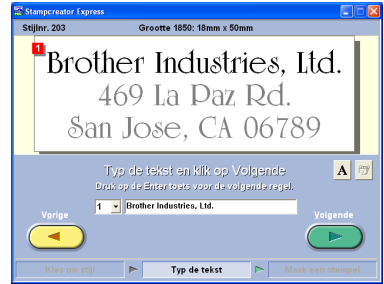 Stampcreator Express
Stijlnr. 203 Grootte 1850: 18mm x 50mm
1
Brother Industries, Ltd.
469 La Paz Rd.
San Jose, CA 06789
Typ de tekst en klik op Volgende
A
Druk op de Enter toets voor de volgende regel.
1 Brother Industries, Ltd.
Vorige Volgende
Kies uw stijl Typ de tekst Maak een stempel